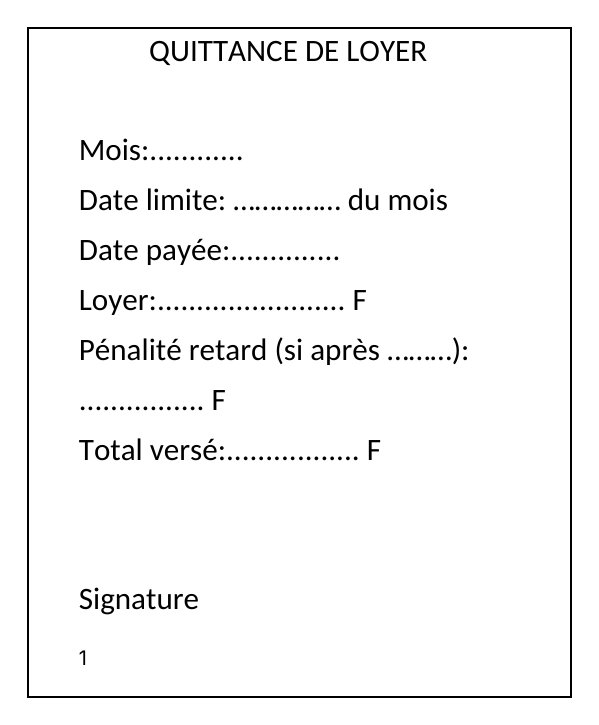 QUITTANCE DE LOYER
Mois:............
Date limite: …………… du mois
Date payée:..............
Loyer:........................ F
Pénalité retard (si après ………):
................ F
Total versé:................. F
Signature
1